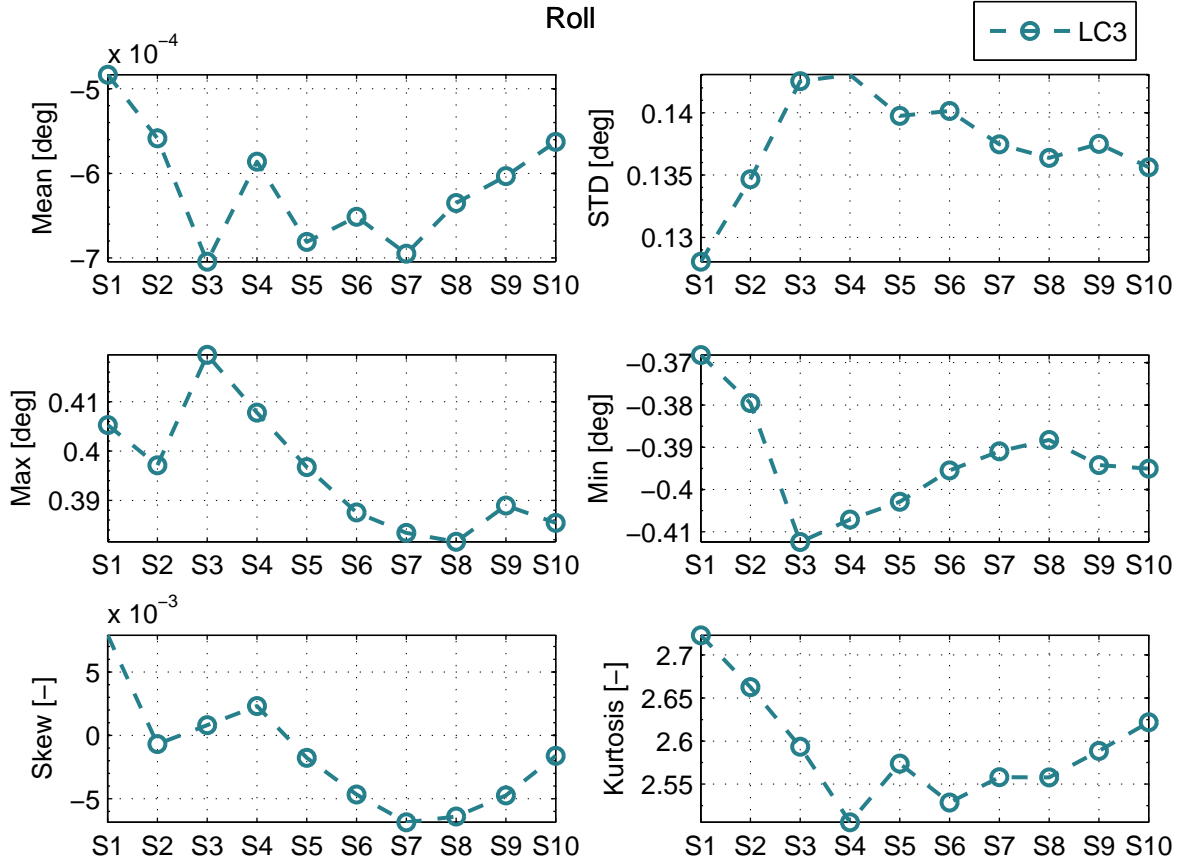 Roll
LC3
x 10−4
−5
−6
−7
Mean [deg]
S1 S2 S3 S4 S5 S6 S7 S8 S9 S10
0.14
0.135
0.13
STD [deg]
S1 S2 S3 S4 S5 S6 S7 S8 S9 S10
0.41
0.4
0.39
Max [deg]
S1 S2 S3 S4 S5 S6 S7 S8 S9 S10
−0.37
−0.38
−0.39
−0.4
−0.41
Min [deg]
S1 S2 S3 S4 S5 S6 S7 S8 S9 S10
x 10−3
5
0
−5
Skew [−]
S1 S2 S3 S4 S5 S6 S7 S8 S9 S10
2.7
2.65
2.6
2.55
Kurtosis [−]
S1 S2 S3 S4 S5 S6 S7 S8 S9 S10